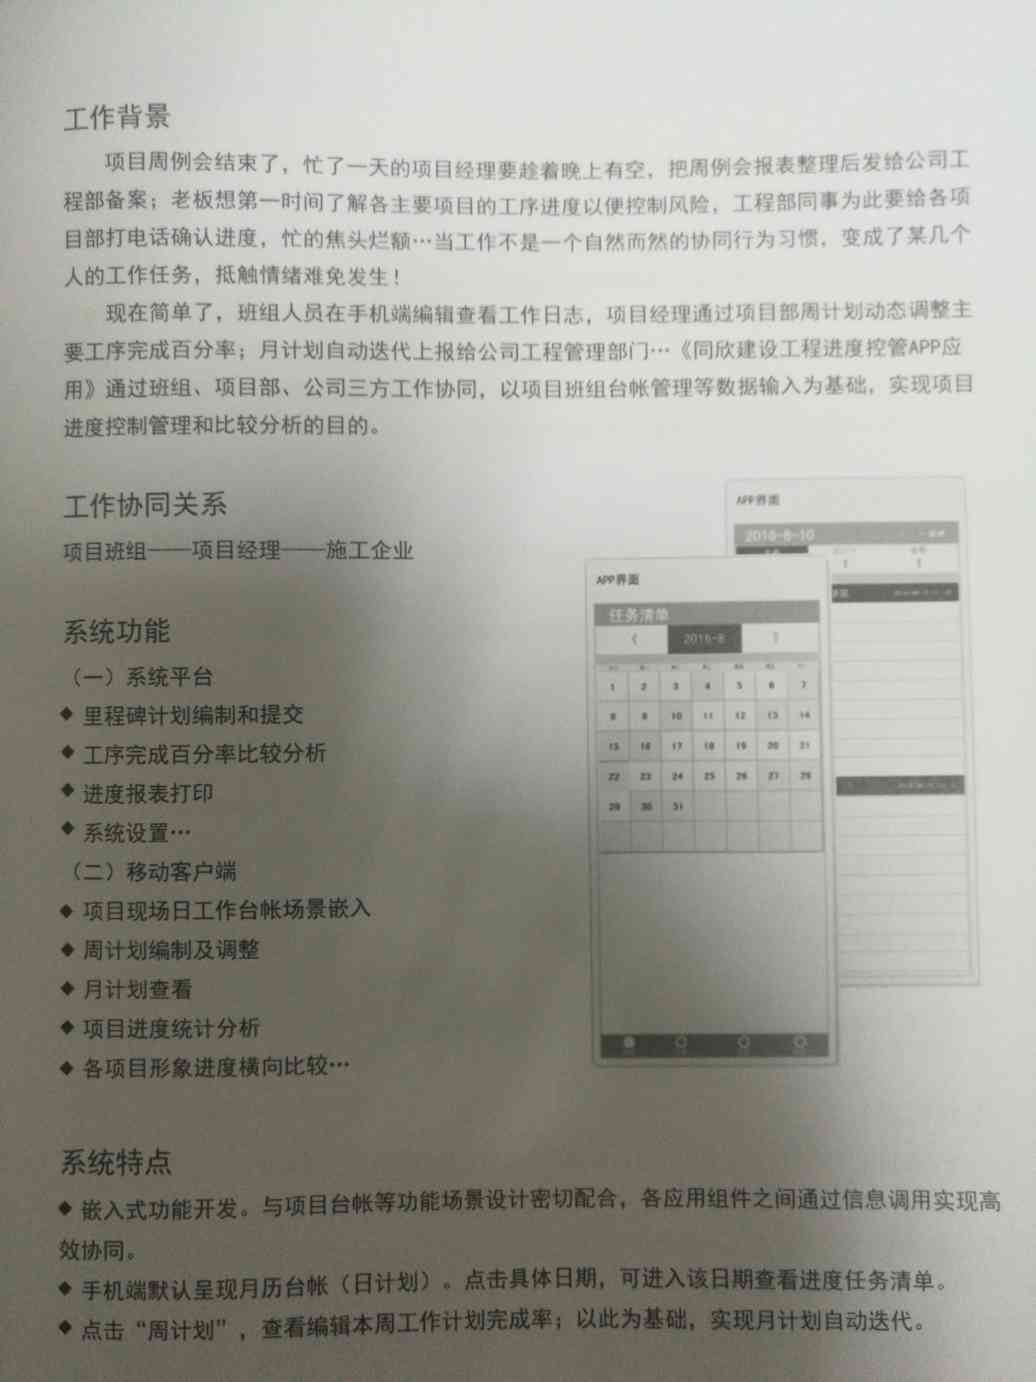 工作背景
项目周例会结束了，忙了一天的项目经理要趁着晚上有空，把周例会报表整理后发给公司工
程部备案；老板想第一时间了解各主要项目的工序进度以便控制风险，工程部同事为此要给各项
目部打电话确认进度，忙的焦头烂额…当工作不是一个自然而然的协同行为习惯，变成了某几个
人的工作任务，抵触情绪难免发生！
现在简单了，班组人员在手机端编辑查看工作日志，项目经理通过项目部周计划动态调整主
要工序完成百分率；月计划自动迭代上报给公司工程管理部门…《同欣建设工程进度控管APP应
用》通过班组、项目部、公司三方工作协同，以项目班组台帐管理等数据输入为基础，实现项目
进度控制管理和比较分析的目的。
工作协同关系
项目班组——项目经理——施工企业
系统功能
（一）系统平台
◆ 里程碑计划编制和提交
◆ 工序完成百分率比较分析
◆ 进度报表打印
◆ 系统设置…
（二）移动客户端
◆ 项目现场日工作台帐场景嵌入
◆ 周计划编制及调整
◆ 月计划查看
◆ 项目进度统计分析
◆ 各项目形象进度横向比较…
APP界面
2016-8-10
APP界面
任务清单
《 2016-8 》
1 2 3 4 5 6 7
8 9 10 11 12 13 14
15 16 17 18 19 20 21
22 23 24 25 26 27 28
29 30 31
系统特点
◆ 嵌入式功能开发。与项目台帐等功能场景设计密切配合，各应用组件之间通过信息调用实现高
效协同。
◆ 手机端默认呈现月历台帐（日计划）。点击具体日期，可进入该日期查看进度任务清单。
◆ 点击“周计划”，查看编辑本周工作计划完成率；以此为基础，实现月计划自动迭代。